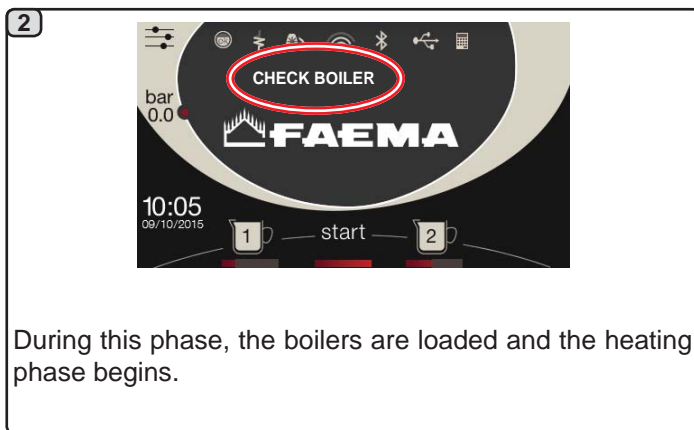 2
CHECK BOILER
bar
0.0
FAEMA
10:05
09/10/2015
1
start
2
During this phase, the boilers are loaded and the heating
phase begins.